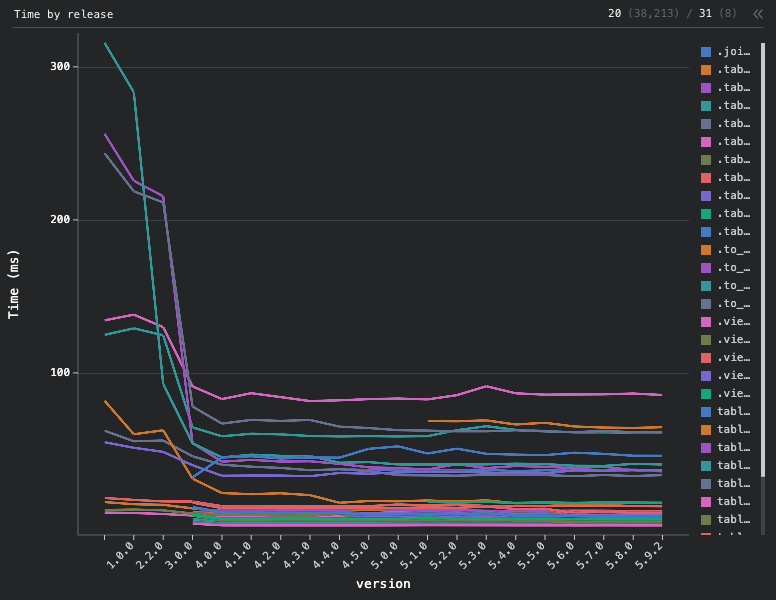 Time by release
20 (38,213) / 31 (8) «
300
200
100
Time (ms)
1.0.0
2.2.0
3.0.0
4.0.0
4.1.0
4.2.0
4.3.0
4.4.0
4.5.0
5.0.0
5.1.0
5.2.0
5.3.0
5.4.0
5.5.0
5.6.0
5.7.0
5.8.0
5.9.2
version
.joi…
.tab…
.tab…
.tab…
.tab…
.tab…
.tab…
.tab…
.tab…
.tab…
.tab…
.to_…
.to_…
.to_…
.to_…
.vie…
.vie…
.vie…
.vie…
.vie…
tabl…
tabl…
tabl…
tabl…
tabl…
tabl…
tabl…